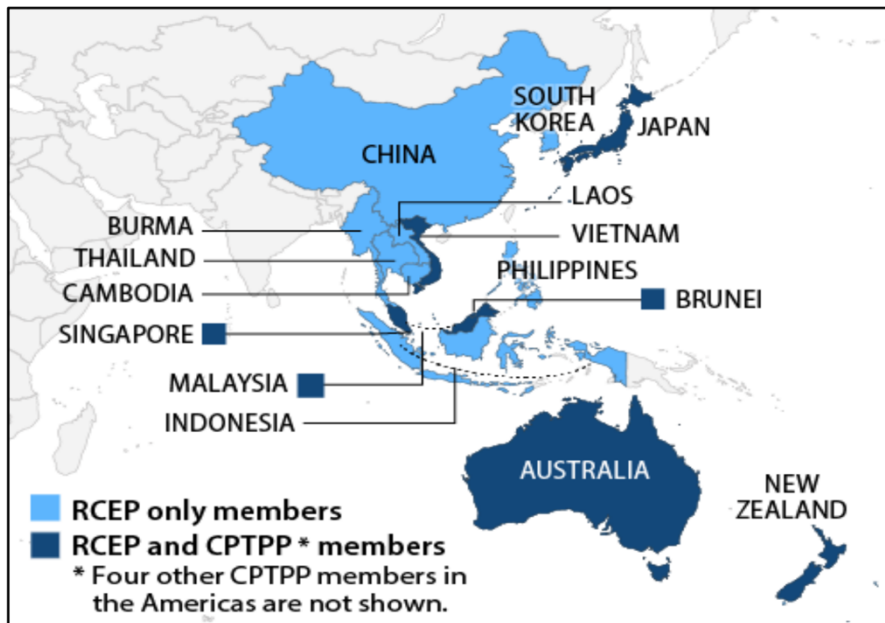 SOUTH
KOREA
JAPAN
CHINA
LAOS
BURMA
VIETNAM
THAILAND
PHILIPPINES
CAMBODIA
BRUNEI
SINGAPORE
MALAYSIA
INDONESIA
AUSTRALIA
NEW
ZEALAND
RCEP only members
RCEP and CPTPP * members
* Four other CPTPP members in
the Americas are not shown.